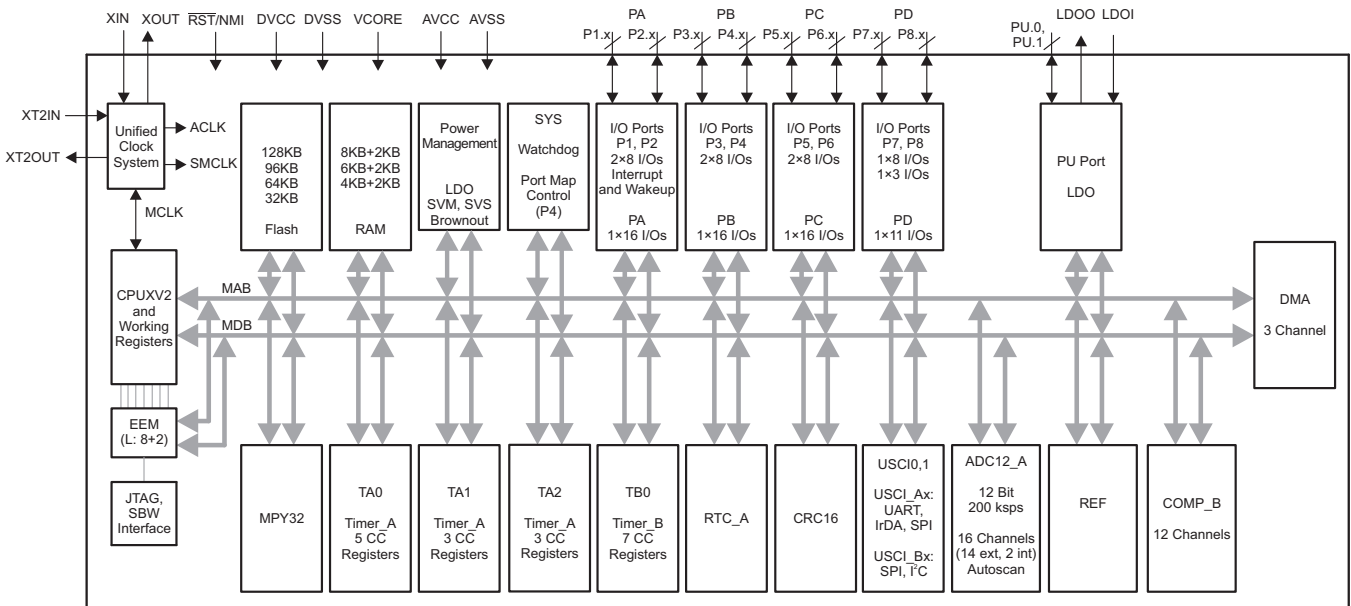 XIN
XOUT
RST/NMI
DVCC
DVSS
VCORE
AVCC
AVSS
PA
P1.x
P2.x
PB
P3.x
P4.x
PC
P5.x
P6.x
PD
P7.x
P8.x
PU.0,
PU.1
LDOO
LDOI
XT2IN
XT2OUT
Unified
Clock
System
ACLK
SMCLK
MCLK
128KB
96KB
64KB
32KB
Flash
8KB+2KB
6KB+2KB
4KB+2KB
RAM
Power
Management
LDO
SVM, SVS
Brownout
SYS
Watchdog
Port Map
Control
(P4)
I/O Ports
P1, P2
2×8 I/Os
Interrupt
and Wakeup
PA
1×16 I/Os
I/O Ports
P3, P4
2×8 I/Os
PB
1×16 I/Os
I/O Ports
P5, P6
2×8 I/Os
PC
1×16 I/Os
I/O Ports
P7, P8
1×8 I/Os
1×3 I/Os
PD
1×11 I/Os
PU Port
LDO
CPUXV2
and
Working
Registers
MAB
MDB
DMA
3 Channel
EEM
(L: 8+2)
JTAG,
SBW
Interface
MPY32
TA0
Timer_A
5 CC
Registers
TA1
Timer_A
3 CC
Registers
TA2
Timer_A
3 CC
Registers
TB0
Timer_B
7 CC
Registers
RTC_A
CRC16
USCI0,1
USCI_Ax:
UART,
IrDA, SPI
USCI_Bx:
SPI, I²C
ADC12_A
12 Bit
200 ksps
16 Channels
(14 ext, 2 int)
Autoscan
REF
COMP_B
12 Channels